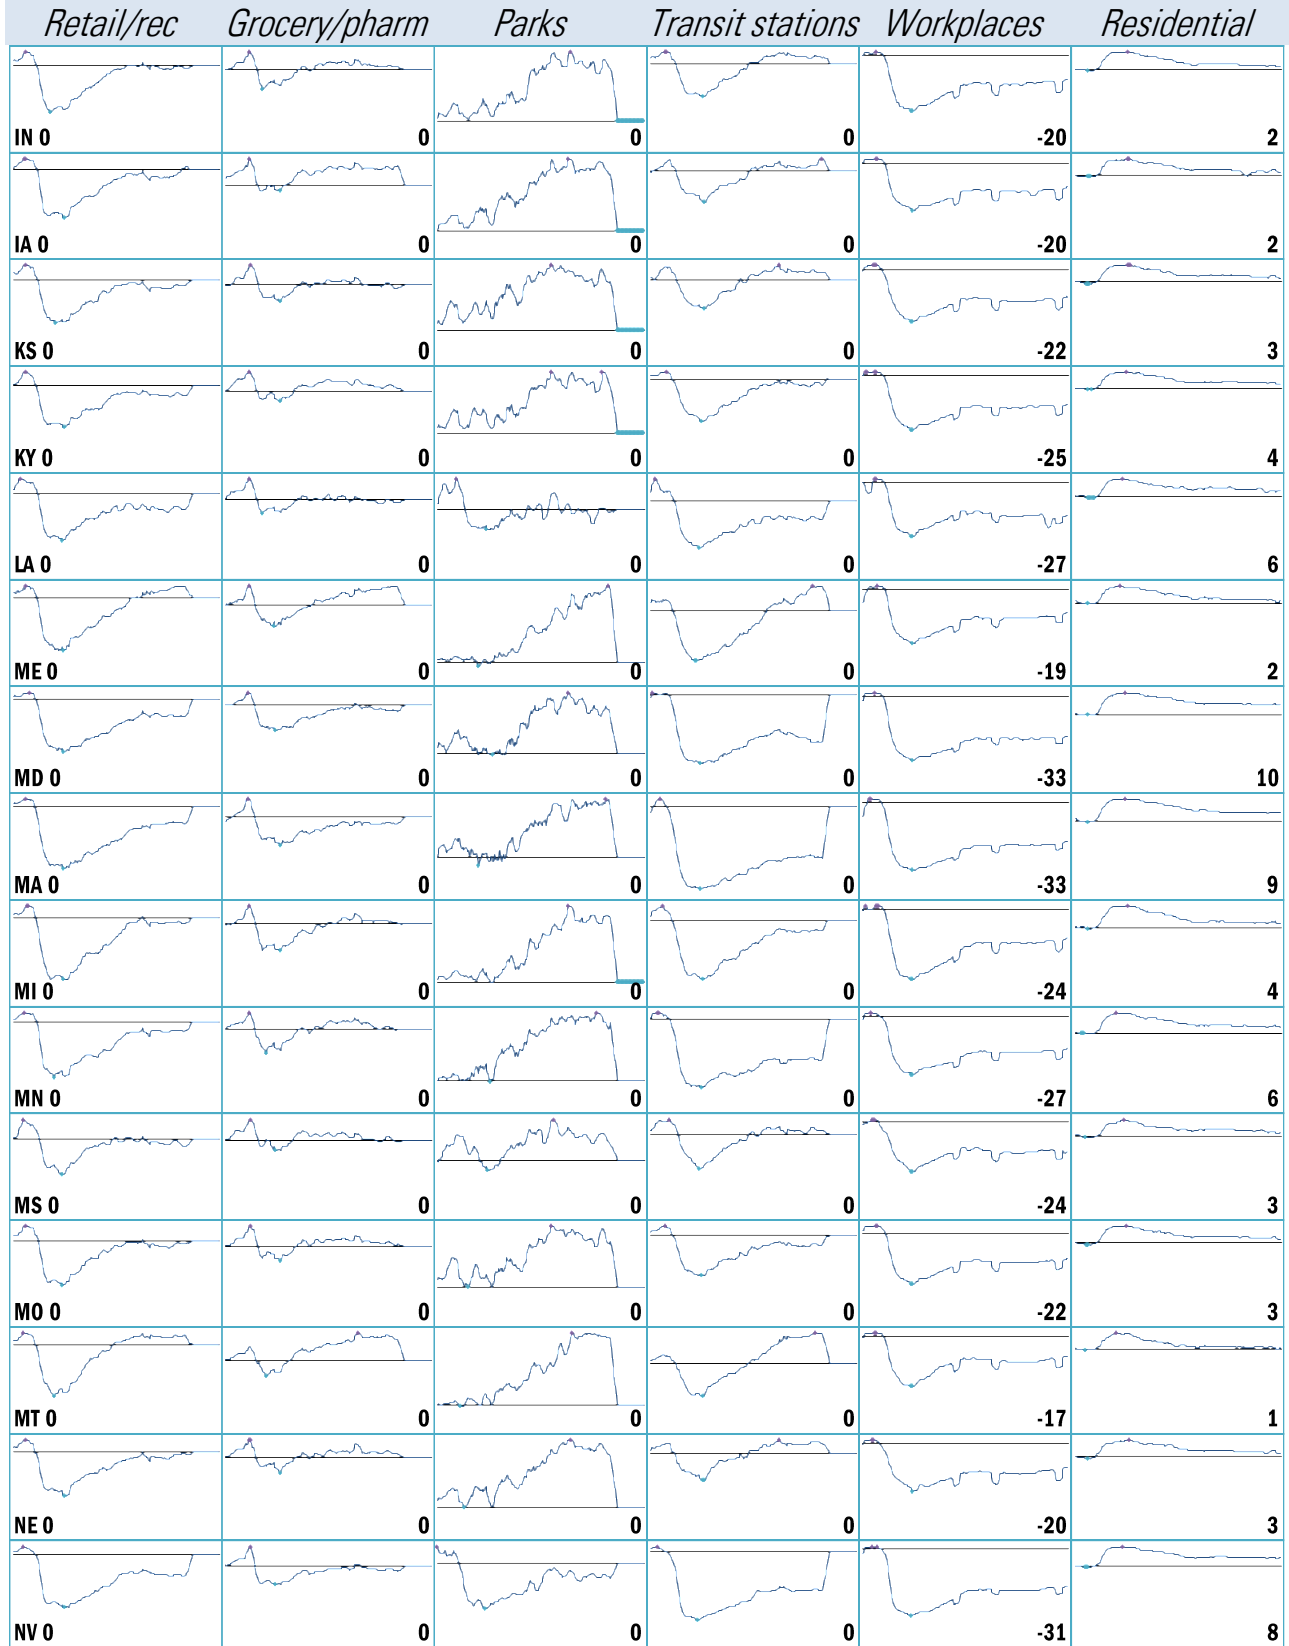 Retail/rec Grocery/pharm Parks Transit stations Workplaces Residential
IN 0 0 0 0 -20 2
IA 0 0 0 0 -20 2
KS 0 0 0 0 -22 3
KY 0 0 0 0 -25 4
LA 0 0 0 0 -27 6
ME 0 0 0 0 -19 2
MD 0 0 0 0 -33 10
MA 0 0 0 0 -33 9
MI 0 0 0 0 -24 4
MN 0 0 0 0 -27 6
MS 0 0 0 0 -24 3
MO 0 0 0 0 -22 3
MT 0 0 0 0 -17 1
NE 0 0 0 0 -20 3
NV 0 0 0 0 -31 8